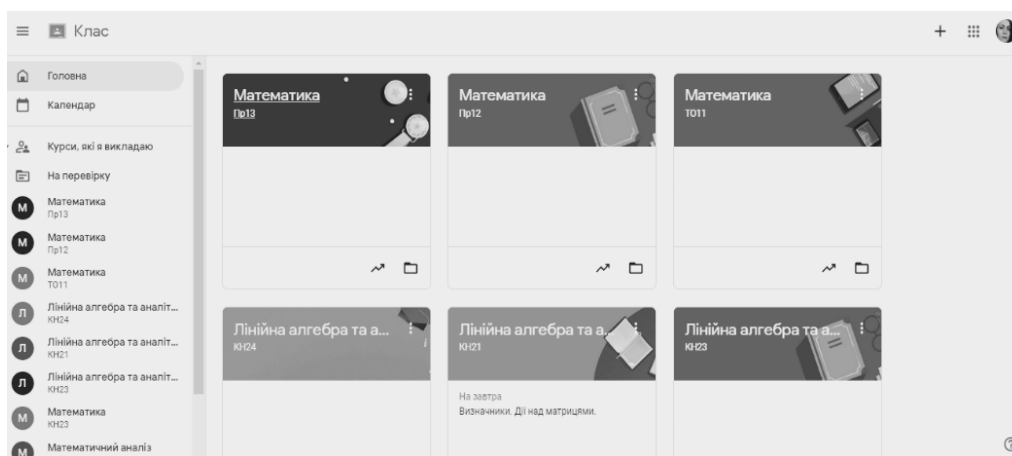 Клас
Головна
Календар
Курси, які я викладаю
На перевірку
М Математика
Пр13
М Математика
Пр12
М Математика
ТО11
Л Лінійна алгебра та аналіт...
КН24
Л Лінійна алгебра та аналіт...
КН21
Л Лінійна алгебра та аналіт...
КН23
М Математика
КН23
М Математичний аналіз
Математика
Пр13
Математика
Пр12
Математика
ТО11
Лінійна алгебра та а...
КН24
Лінійна алгебра та а...
КН21
На завтра
Визначники. Дії над матрицями.
Лінійна алгебра та а...
КН23